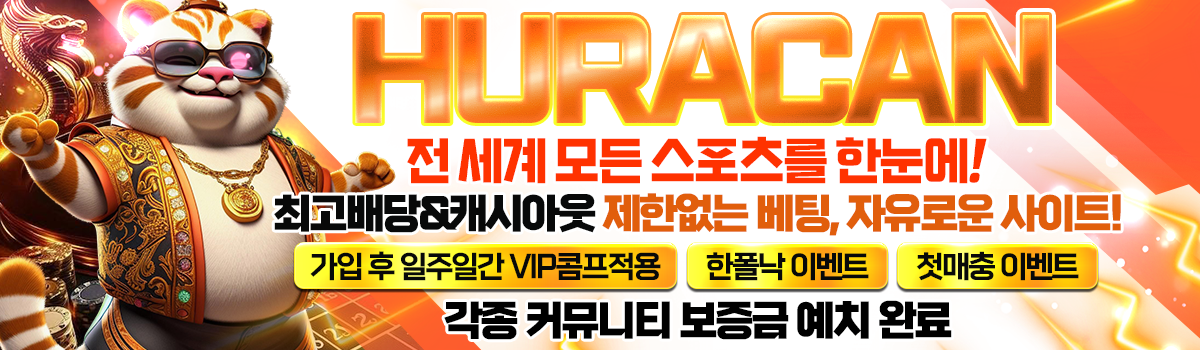 HURACAN
전 세계 모든 스포츠를 한눈에!
최고배당&캐시아웃 제한없는 베팅, 자유로운 사이트!
가입 후 일주일간 VIP콤프적용 한폴낙 이벤트 첫매충 이벤트
각종 커뮤니티 보증금 예치 완료